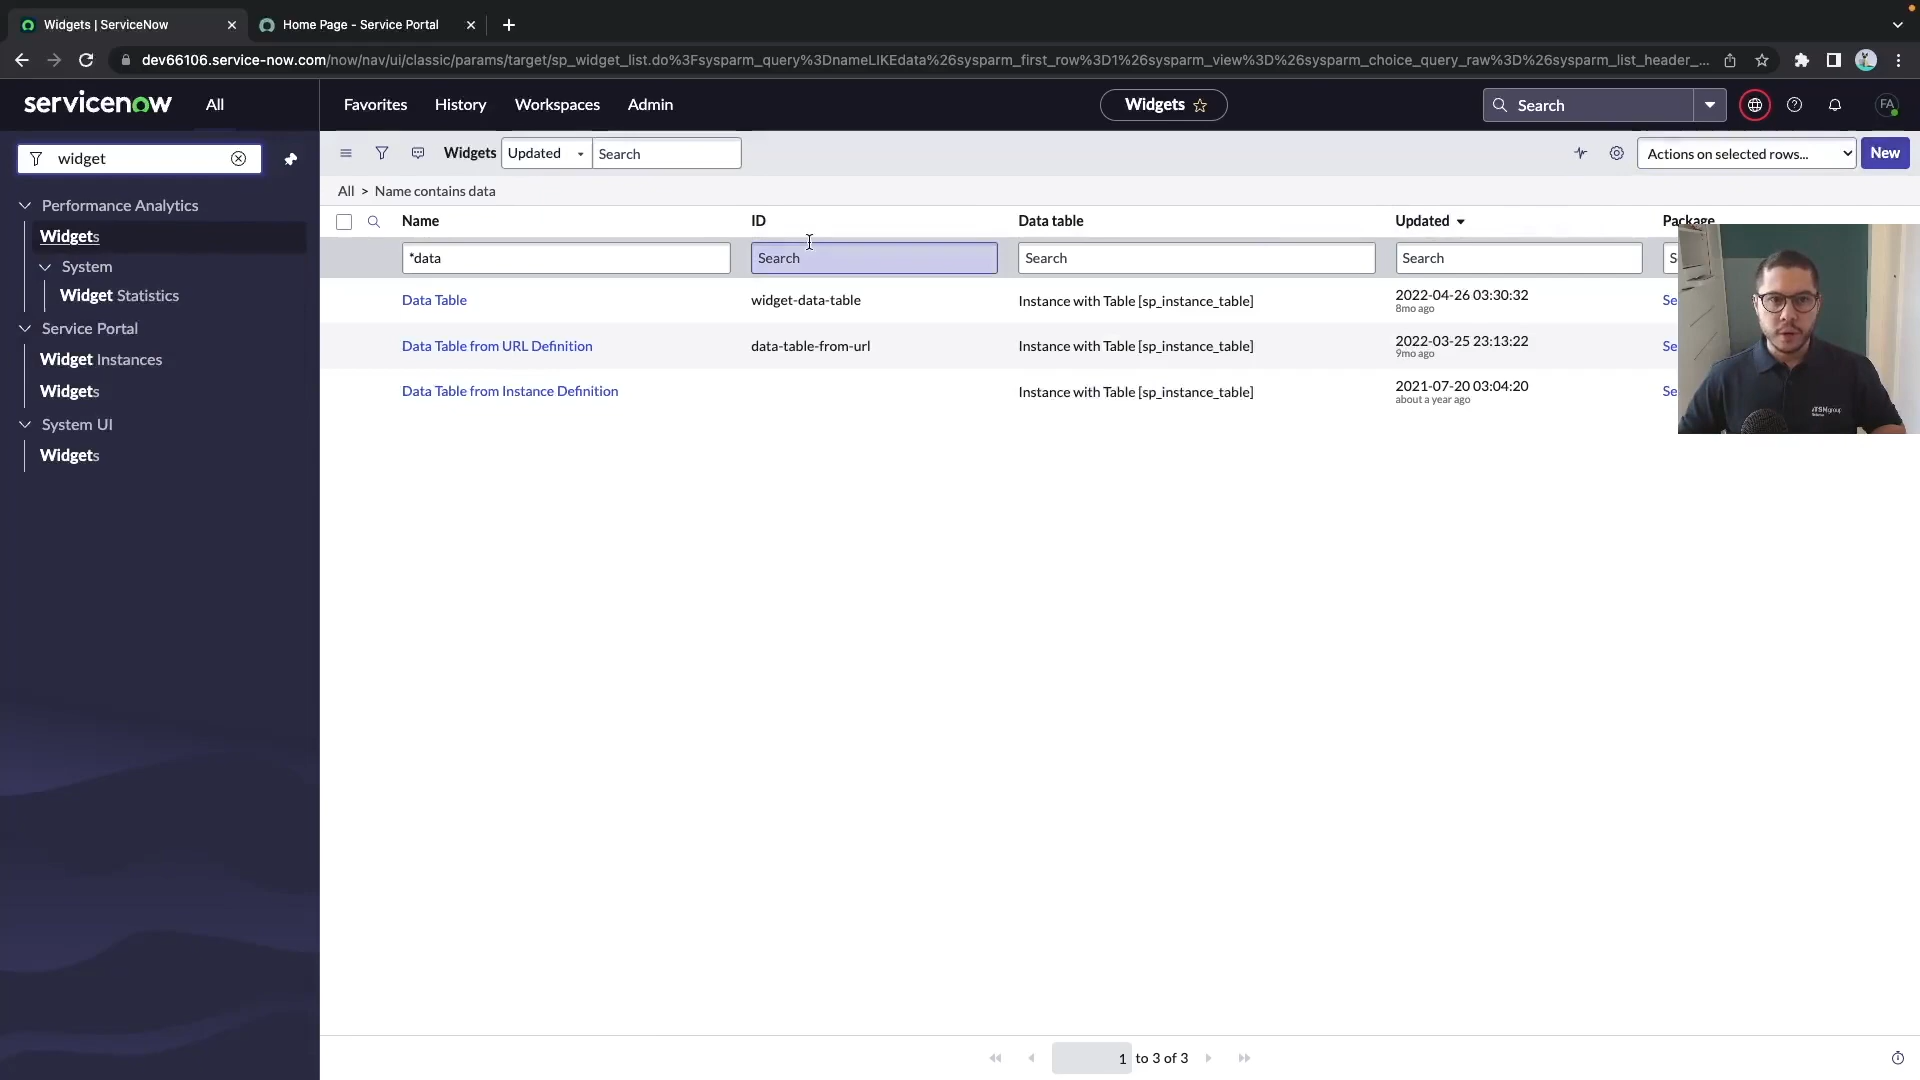 Widgets | ServiceNow
Home Page - Service Portal
dev66106.service-now.com/now/nav/ui/classic/params/target/sp_widget_list.do%3Fsysparm_query%3DnameLIKEdata%26sysparm_first_row%3D1%26sysparm_view%3D%26sysparm_choice_query_raw%3D%26sysparm_list_header_...
servicenow All Favorites History Workspaces Admin Widgets Search FA
widget
Performance Analytics
Widgets
System
Widget Statistics
Service Portal
Widget Instances
Widgets
System UI
Widgets
Widgets Updated Search Actions on selected rows... New
All > Name contains data
Name ID Data table Updated Package
*data Search Search Search S
Data Table widget-data-table Instance with Table [sp_instance_table] 2022-04-26 03:30:32 Se
8mo ago
Data Table from URL Definition data-table-from-url Instance with Table [sp_instance_table] 2022-03-25 23:13:22 Se
9mo ago
Data Table from Instance Definition Instance with Table [sp_instance_table] 2021-07-20 03:04:20 Se
about a year ago
1 to 3 of 3